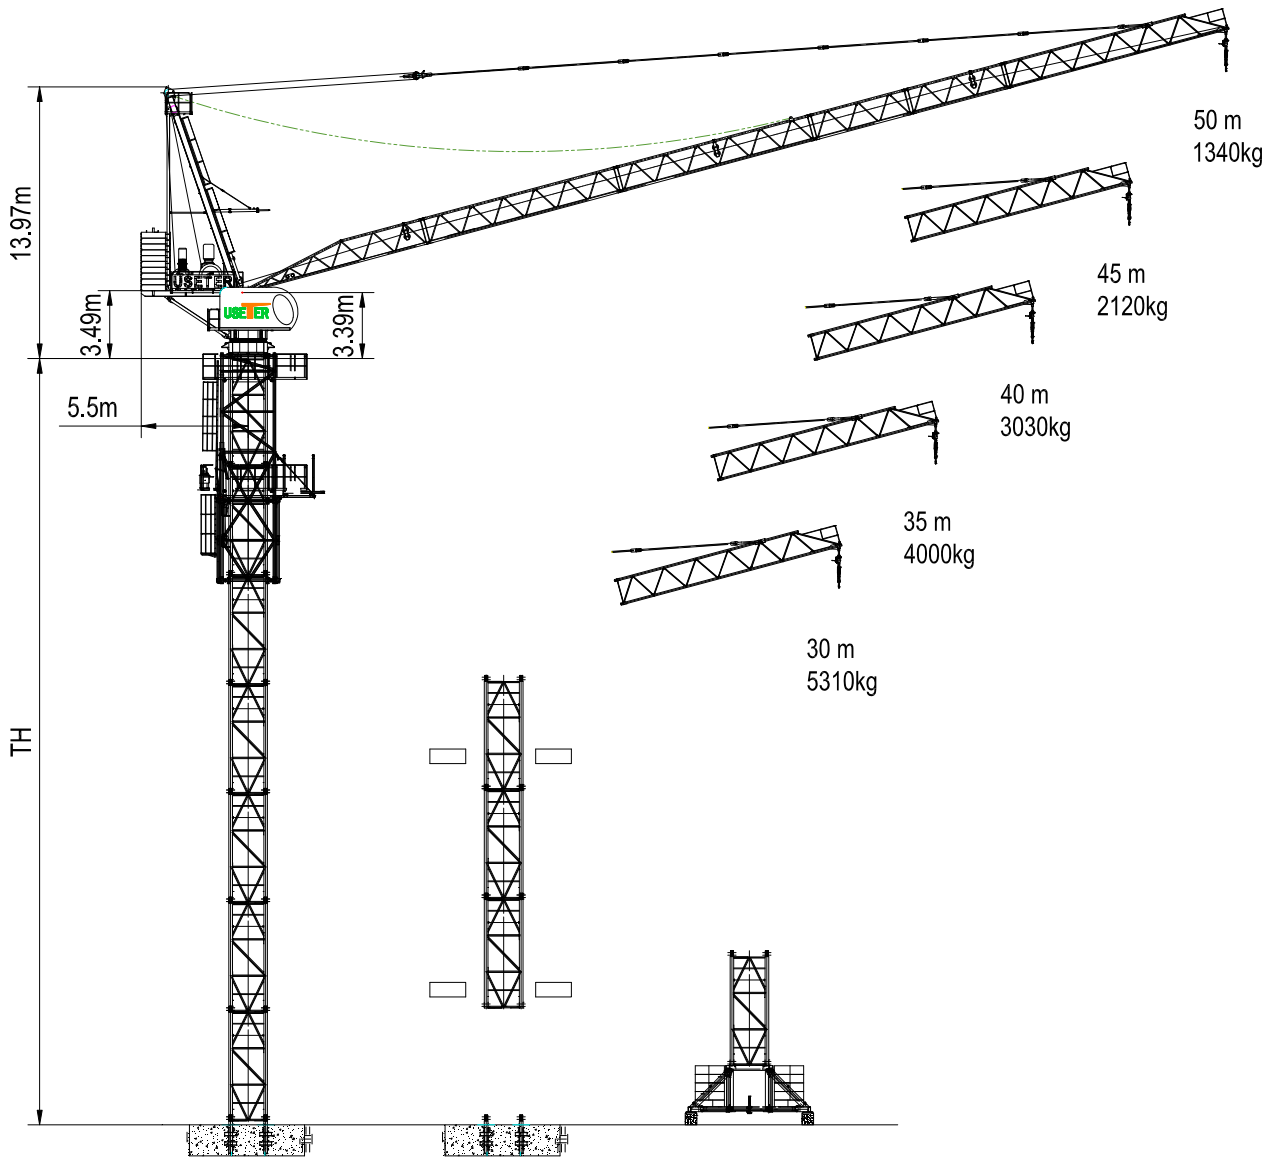 50 m
1340kg
13.97m
45 m
2120kg
USETER
USETER
3.49m
3.39m
40 m
3030kg
5.5m
35 m
4000kg
30 m
5310kg
TH